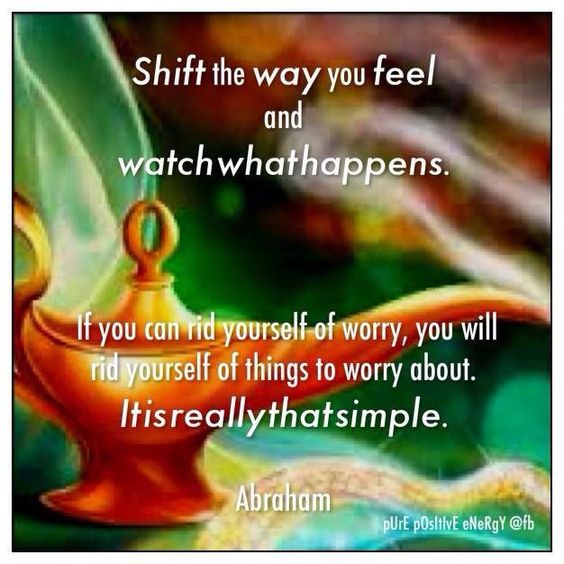 Shift the way you feel
and
watchwhathappens.
If you can rid yourself of worry, you will
rid yourself of things to worry about.
Itisreallythatsimple.
Abraham
pUrE pOsItIvE eNeRgY @fb